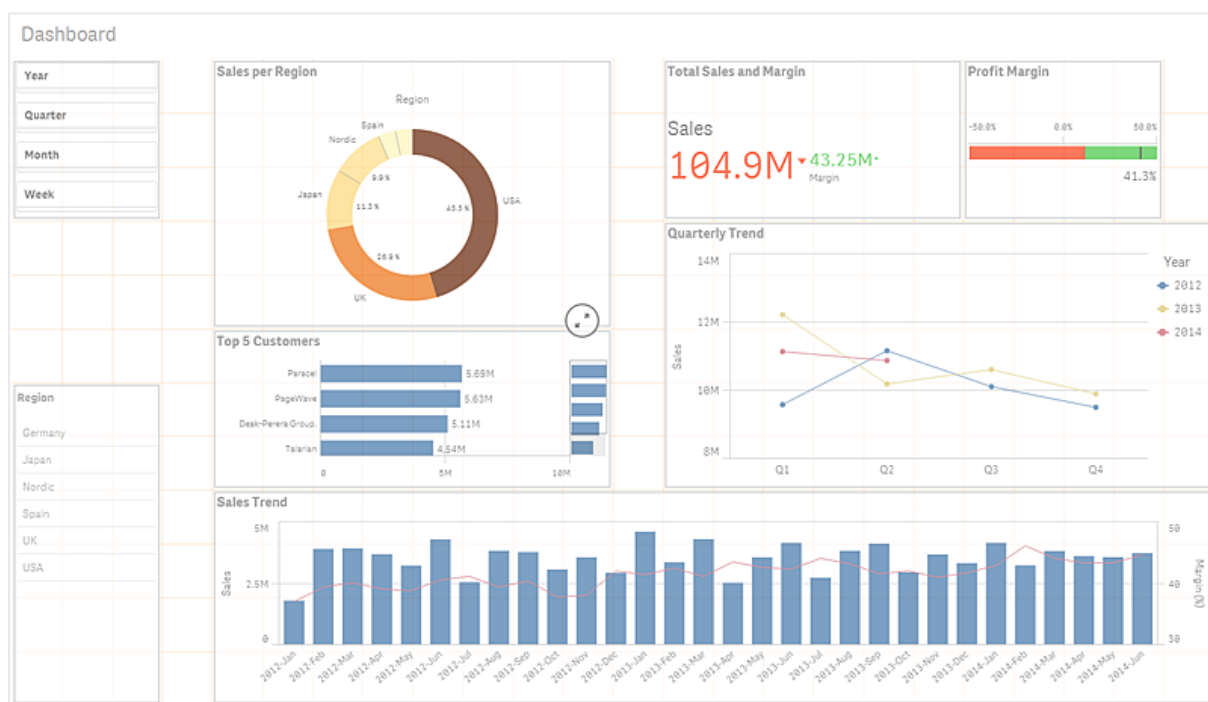 Dashboard
Year
Quarter
Month
Week
Region
Germany
Japan
Nordic
Spain
UK
USA
Sales per Region
Region
Spain
Nordic
Japan
UK
USA
9.9%
11.3%
26.9%
45.5%
Top 5 Customers
Paracel 5.69M
PageWave 5.63M
Deak-Perera Group. 5.11M
Talarian 4.54M
0 5M 10M
Total Sales and Margin
Sales
104.9M 43.25M
Margin
Profit Margin
-50.0% 0.0% 50.0%
41.3%
Quarterly Trend
Sales
14M
12M
10M
8M
Q1 Q2 Q3 Q4
Year
2012
2013
2014
Sales Trend
Sales
5M
2.5M
0
50
40
30
Margin (%)
2012-Jan 2012-Feb 2012-Mar 2012-Apr 2012-May 2012-Jun 2012-Jul 2012-Aug 2012-Sep 2012-Oct 2012-Nov 2012-Dec 2013-Jan 2013-Feb 2013-Mar 2013-Apr 2013-May 2013-Jun 2013-Jul 2013-Aug 2013-Sep 2013-Oct 2013-Nov 2013-Dec 2014-Jan 2014-Feb 2014-Mar 2014-Apr 2014-May 2014-Jun